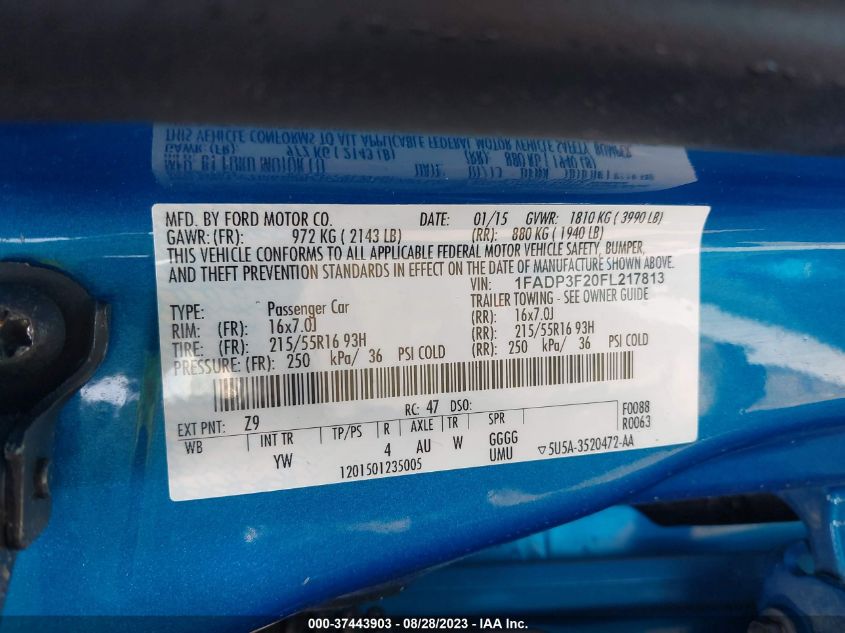 MFD. BY FORD MOTOR CO. DATE: 01/15 GVWR: 1810 KG ( 3990 LB)
GAWR: (FR): 972 KG ( 2143 LB) (RR): 880 KG ( 1940 LB)
THIS VEHICLE CONFORMS TO ALL APPLICABLE FEDERAL MOTOR VEHICLE SAFETY, BUMPER,
AND THEFT PREVENTION STANDARDS IN EFFECT ON THE DATE OF MANUFACTURE SHOWN ABOVE.
VIN: 1FADP3F20FL217813
TYPE: Passenger Car TRAILER TOWING - SEE OWNER GUIDE
RIM: (FR): 16x7.0J (RR): 16x7.0J
TIRE: (FR): 215/55R16 93H (RR): 215/55R16 93H
PRESSURE: (FR): 250 kPa/ 36 PSI COLD (RR): 250 kPa/ 36 PSI COLD
EXT PNT: Z9 RC: 47 DSO: F0088
R0063
WB INT TR TP/PS R AXLE TR SPR
YW 4 AU W GGGG
UMU
1201501235005 5U5A-3520472-AA
000-37443903 - 08/28/2023 - IAA Inc.